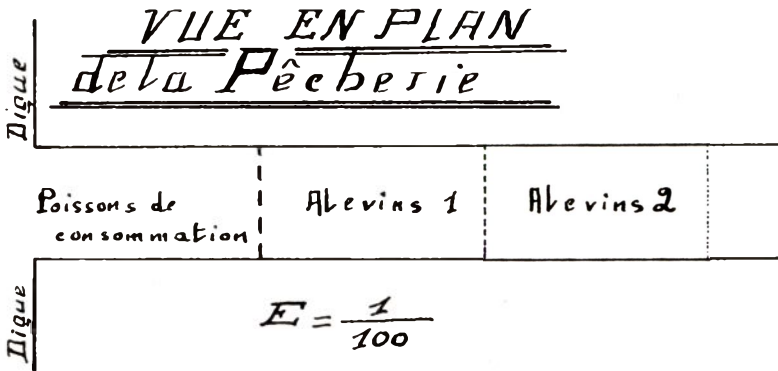 VUE EN PLAN
de la Pêcherie
Digue
Poissons de
consommation
Alevins 1
Alevins 2
Digue
E = 1/100